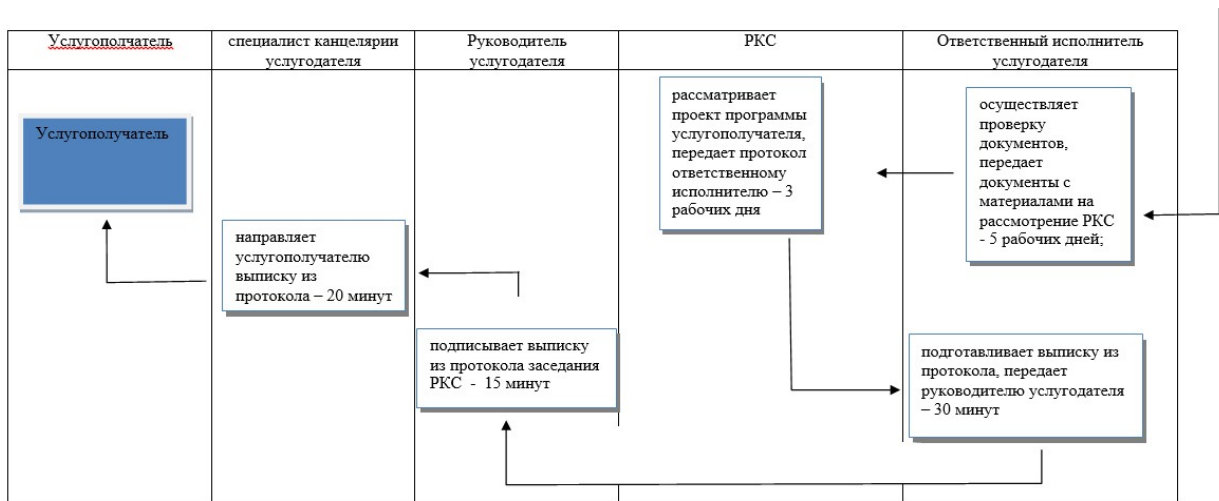 Услугополчатель
специалист канцелярии
услугодателя
Руководитель
услугодателя
РКС
Ответственный исполнитель
услугодателя
Услугополучатель
направляет
услугополучателю
выписку из
протокола – 20 минут
подписывает выписку
из протокола заседания
РКС - 15 минут
рассматривает
проект программы
услугополучателя,
передает протокол
ответственному
исполнителю – 3
рабочих дня
осуществляет
проверку
документов,
передает
документы с
материалами на
рассмотрение РКС
- 5 рабочих дней;
подготавливает выписку из
протокола, передает
руководителю услугодателя
– 30 минут